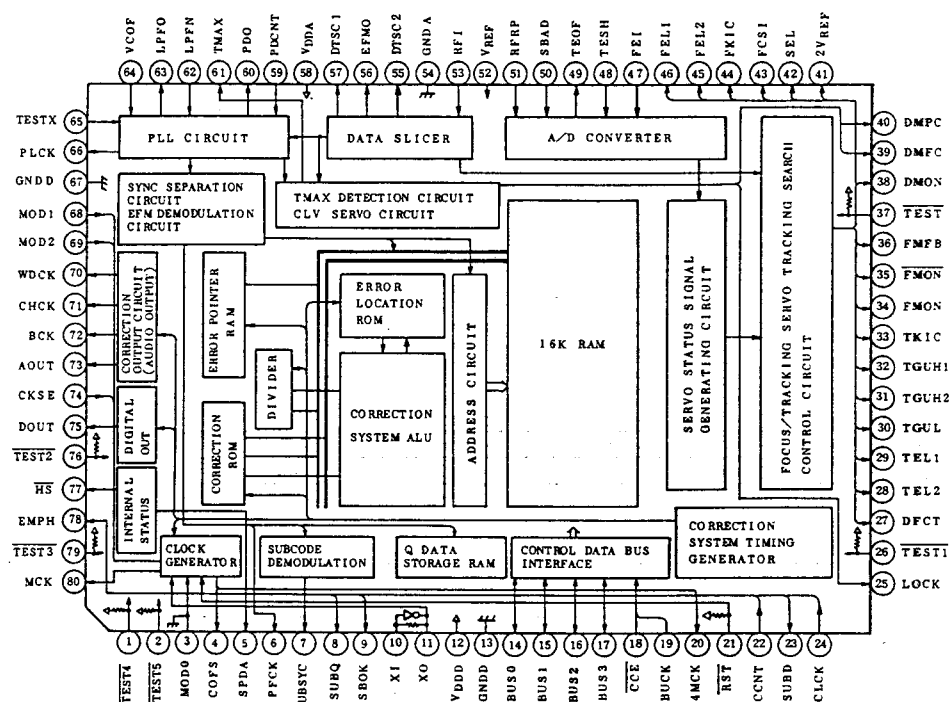 VCOF
LPFO
LPFN
TMAX
PDO
PDCNT
VDDA
DTSC1
EFMO
DTSC2
GNDA
RFI
VREF
RFRP
SBAD
TEOF
TESH
FEI
FEL1
FEL2
FKIC
FCSI
SEL
2VREF
64 63 62 61 60 59 58 57 56 55 54 53 52 51 50 49 48 47 46 45 44 43 42 41
TESTX 65
PLCK 66
GNDD 67
MOD1 68
MOD2 69
WDCK 70
CHCK 71
BCK 72
AOUT 73
CKSE 74
DOUT 75
TEST2 76
HS 77
EMPH 78
TEST3 79
MCK 80
PLL CIRCUIT
DATA SLICER
A/D CONVERTER
SYNC SEPARATION
CIRCUIT
EFM DEMODULATION
CIRCUIT
TMAX DETECTION CIRCUIT
CLV SERVO CIRCUIT
CORRECTION
OUTPUT CIRCUIT
(AUDIO OUTPUT)
ERROR POINTER
RAM
ERROR
LOCATION
ROM
DIVIDER
CORRECTION
SYSTEM ALU
ADDRESS CIRCUIT
16K RAM
SERVO STATUS SIGNAL
GENERATING CIRCUIT
FOCUS/TRACKING SERVO TRACKING SEARCH
CONTROL CIRCUIT
DIGITAL
OUT
CORRECTION
ROM
INTERNAL
STATUS
CLOCK
GENERATOR
SUBCODE
DEMODULATION
Q DATA
STORAGE RAM
CONTROL DATA BUS
INTERFACE
CORRECTION
SYSTEM TIMING
GENERATOR
40 DMPC
39 DMFC
38 DMON
37 TEST
36 FMFB
35 FMON
34 FMON
33 TKIC
32 TGUH1
31 TGUH2
30 TGUL
29 TEL1
28 TEL2
27 DFCT
26 TEST1
25 LOCK
1 2 3 4 5 6 7 8 9 10 11 12 13 14 15 16 17 18 19 20 21 22 23 24
TEST4
TEST5
MOD0
COFS
SPDA
PFCK
UBSYC
SUBQ
SBOK
XI
XO
VDDD
GNDD
BUS0
BUS1
BUS2
BUS3
CCE
BUCK
4MCK
RST
CCNT
SUBD
CLCK